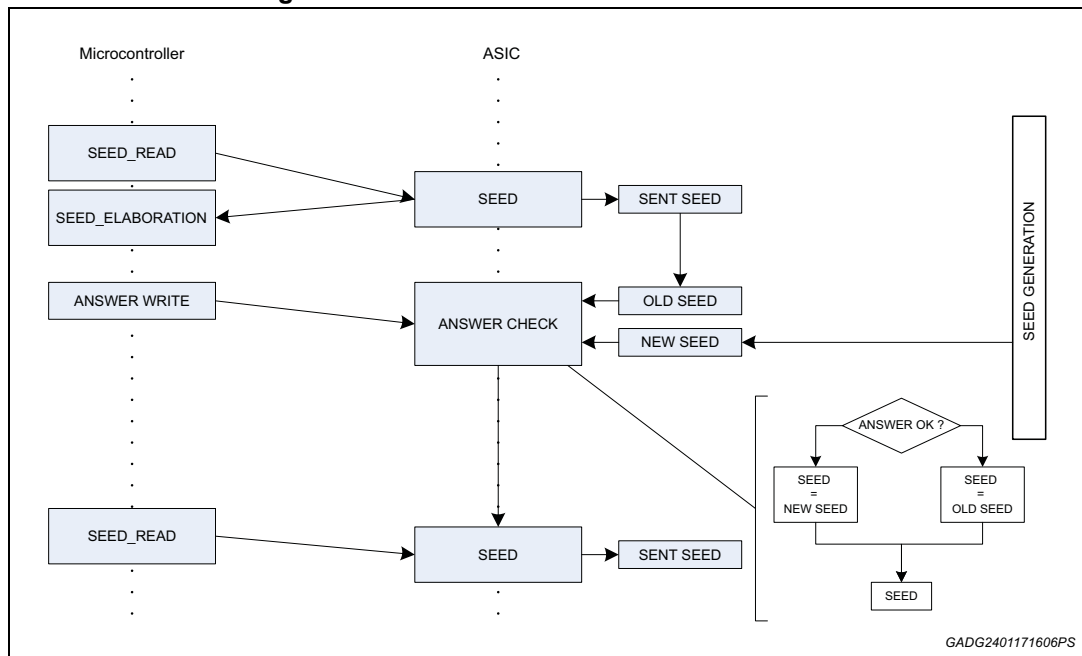 Microcontroller
ASIC
SEED_READ
SEED
SENT SEED
SEED_ELABORATION
ANSWER WRITE
ANSWER CHECK
OLD SEED
NEW SEED
SEED GENERATION
ANSWER OK ?
SEED
=
NEW SEED
SEED
=
OLD SEED
SEED_READ
SEED
SENT SEED
SEED
GADG2401171606PS